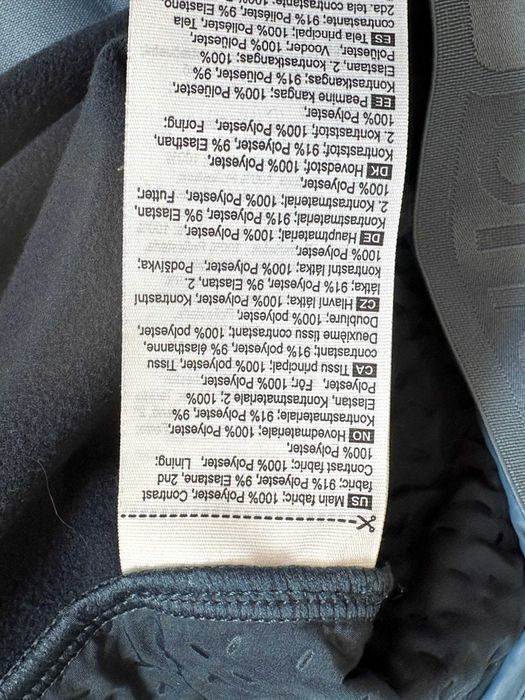 US Main fabric; 100% Polyester, Contrast
fabric; 91% Polyester, 9% Elastane, 2nd
Contrast fabric; 100% Polyester, Lining:
100% Polyester,
NO Hovedmateriale; 100% Polyester,
Kontrastmateriale; 91% Polyester, 9%
Elastan, Kontrastmateriale 2; 100%
Polyester, Fôr; 100% Polyester,
CA Tissu principal; 100% polyester, Tissu
contrastant; 91% polyester, 9% élasthanne,
Deuxième tissu contrastant; 100% polyester,
Doublure; 100% polyester,
CZ Hlavní látka; 100% Polyester, Kontrastní
látka; 91% Polyester, 9% Elastan, 2.
kontrastní látka; 100% Polyester, Podšívka;
100% Polyester,
DE Hauptmaterial; 100% Polyester,
Kontrastmaterial; 91% Polyester, 9% Elastan,
2. Kontrastmaterial; 100% Polyester, Futter;
100% Polyester,
DK Hovedstof; 100% Polyester,
Kontraststof; 91% Polyester, 9% Elasthan,
2. kontraststof; 100% Polyester, Foring;
100% Polyester,
EE Peamine kangas; 100% Polüester,
Kontrastkangas; 91% Polüester, 9%
Elastaan, 2. kontrastkangas; 100%
Polüester, Vooder; 100% Polüester,
ES Tela principal; 100% Poliéster, Tela
contrastante; 91% Poliéster, 9% Elasteno
2da. tela contrastante; 100%